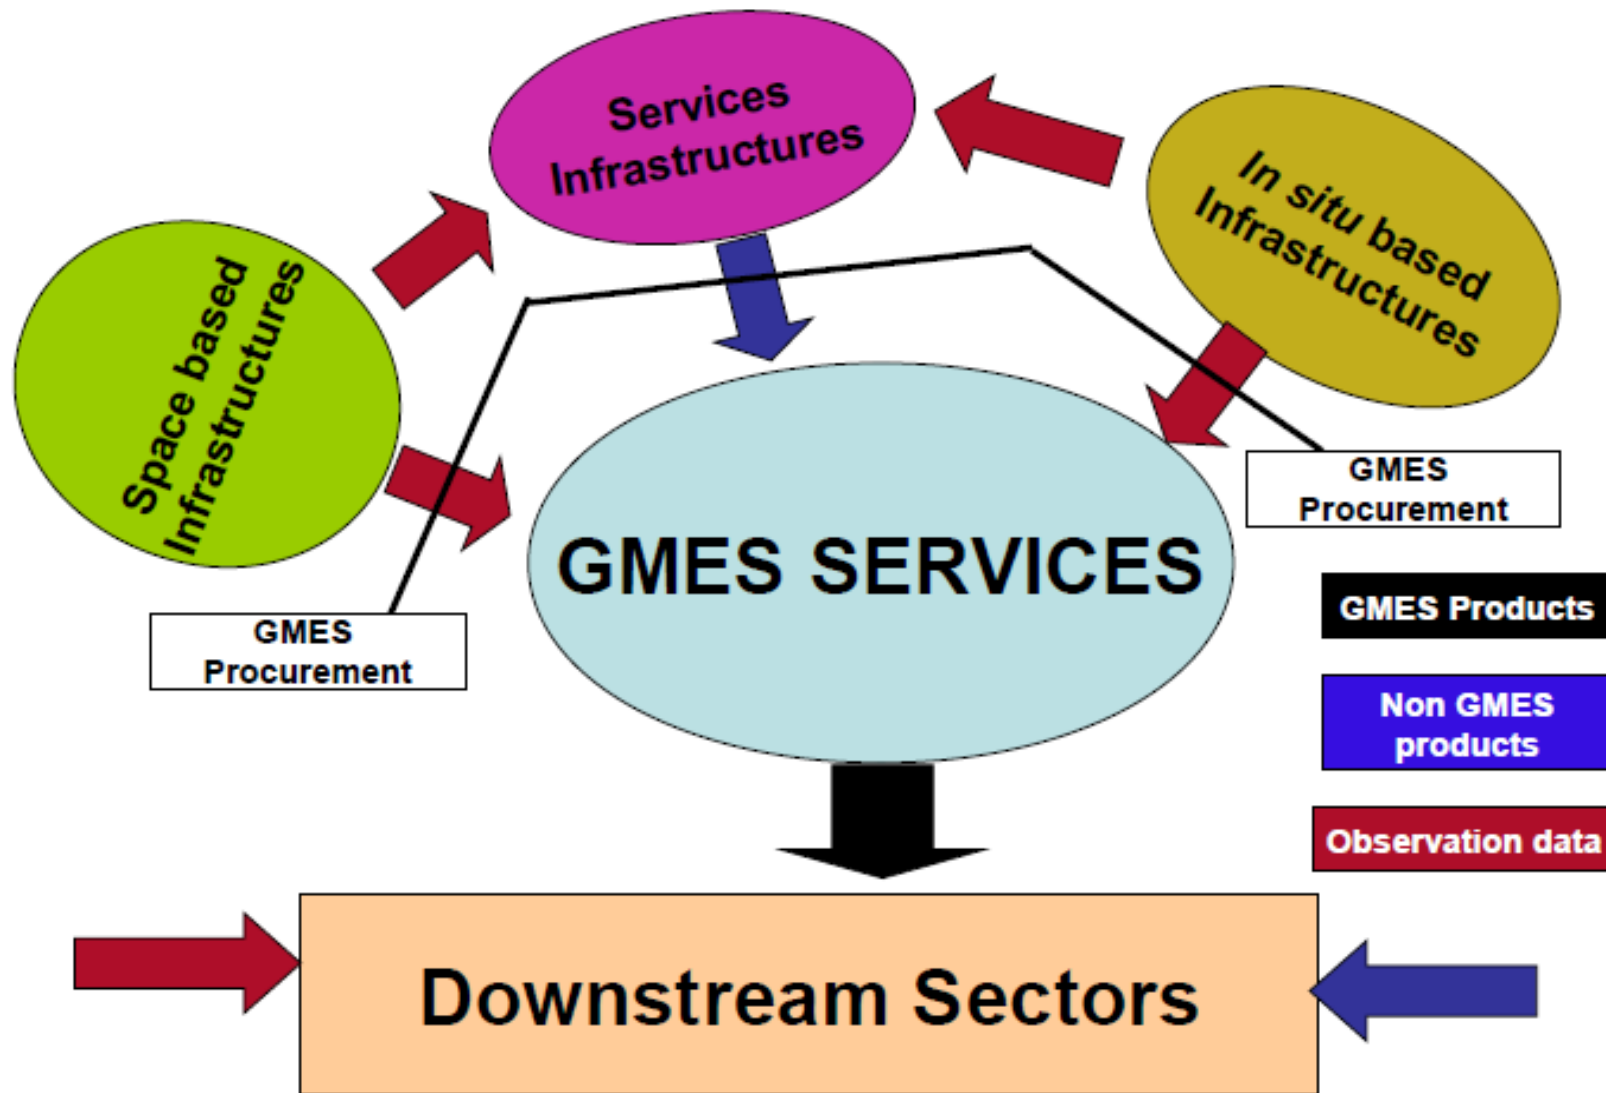 Services
Infrastructures
In situ based
Infrastructures
Space based
Infrastructures
GMES
Procurement
GMES SERVICES
GMES Products
GMES
Procurement
Non GMES
products
Observation data
Downstream Sectors